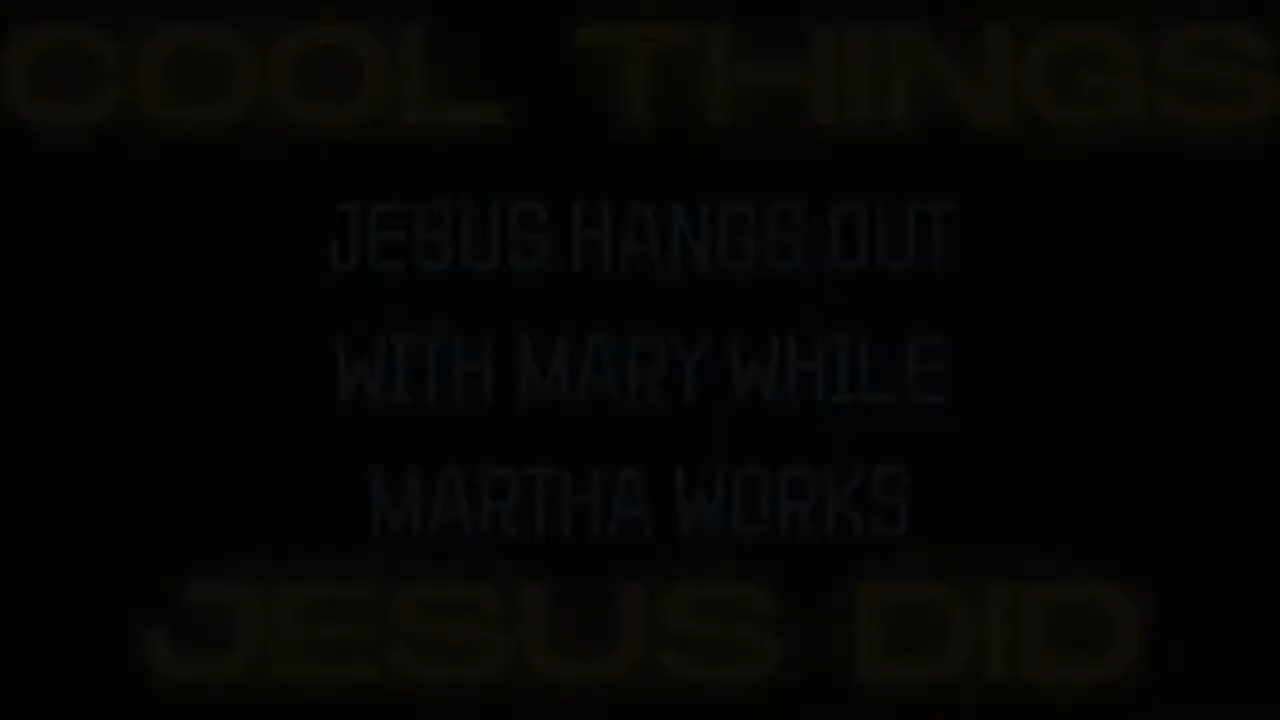 COOL THINGS
JESUS HANGS OUT
WITH MARY WHILE
MARTHA WORKS
JESUS DID